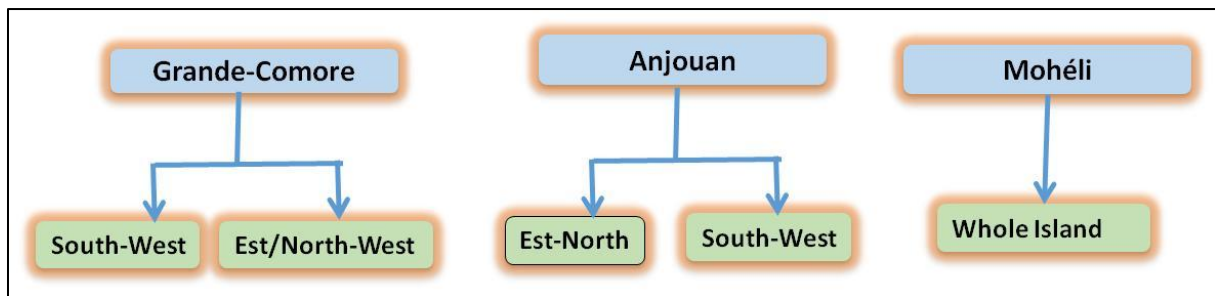 Grande-Comore
Anjouan
Mohéli
South-West
Est/North-West
Est-North
South-West
Whole Island